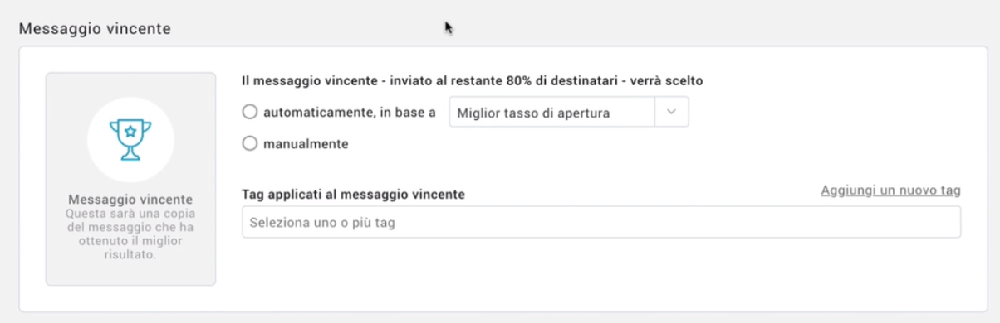 Messaggio vincente
Il messaggio vincente - inviato al restante 80% di destinatari - verrà scelto
automaticamente, in base a
Miglior tasso di apertura
manualmente
Messaggio vincente
Questa sarà una copia
del messaggio che ha
ottenuto il miglior
risultato.
Tag applicati al messaggio vincente
Aggiungi un nuovo tag
Seleziona uno o più tag